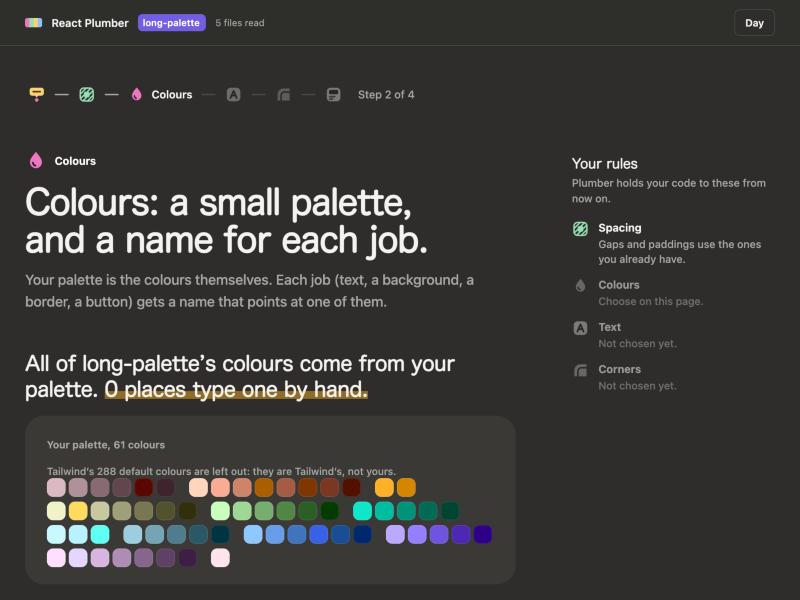 React Plumber long-palette 5 files read Day
Colours Step 2 of 4
Colours
Colours: a small palette,
and a name for each job.
Your palette is the colours themselves. Each job (text, a background, a
border, a button) gets a name that points at one of them.
All of long-palette’s colours come from your
palette. 0 places type one by hand.
Your palette, 61 colours
Tailwind’s 288 default colours are left out: they are Tailwind’s, not yours.
Your rules
Plumber holds your code to these from
now on.
Spacing
Gaps and paddings use the ones
you already have.
Colours
Choose on this page.
A Text
Not chosen yet.
Corners
Not chosen yet.